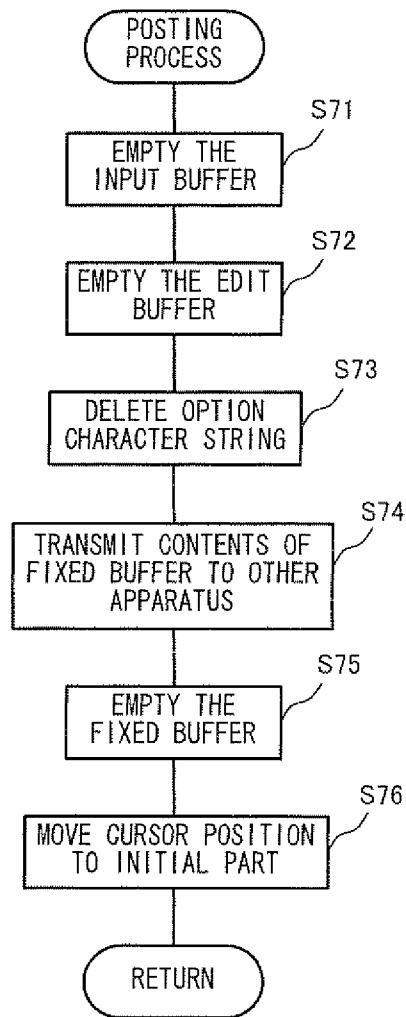 POSTING
PROCESS
S71
EMPTY THE
INPUT BUFFER
S72
EMPTY THE EDIT
BUFFER
S73
DELETE OPTION
CHARACTER STRING
S74
TRANSMIT CONTENTS OF
FIXED BUFFER TO OTHER
APPARATUS
S75
EMPTY THE
FIXED BUFFER
S76
MOVE CURSOR POSITION
TO INITIAL PART
RETURN